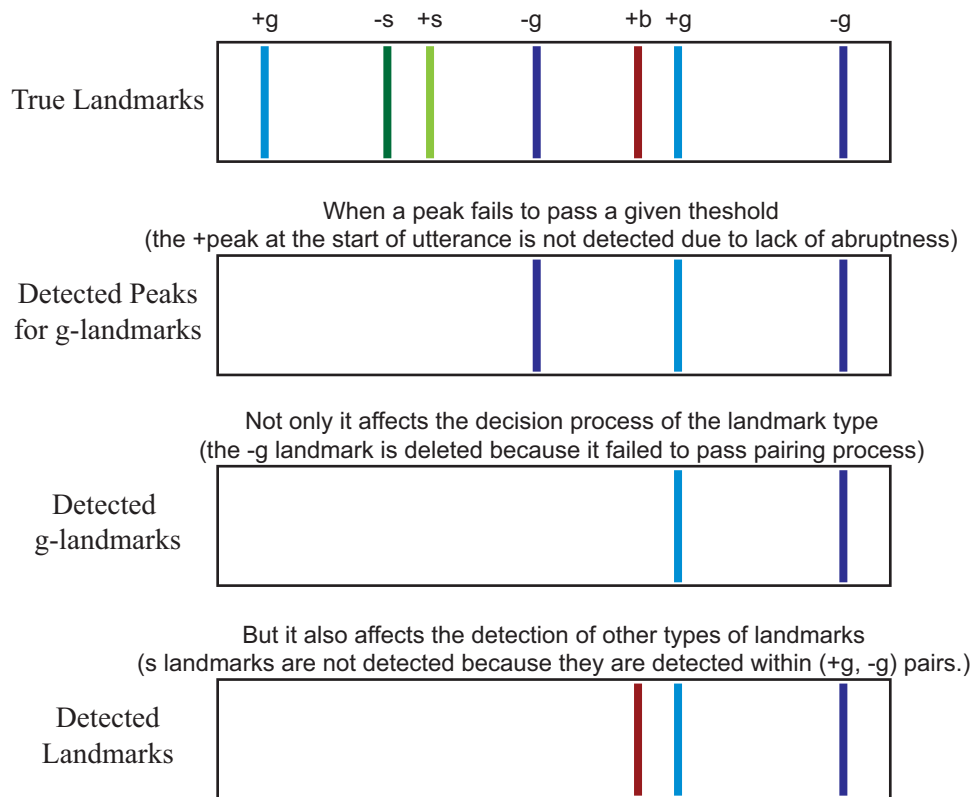 +g -s +s -g +b +g -g
True Landmarks
When a peak fails to pass a given theshold
(the +peak at the start of utterance is not detected due to lack of abruptness)
Detected Peaks
for g-landmarks
Not only it affects the decision process of the landmark type
(the -g landmark is deleted because it failed to pass pairing process)
Detected
g-landmarks
But it also affects the detection of other types of landmarks
(s landmarks are not detected because they are detected within (+g, -g) pairs.)
Detected
Landmarks